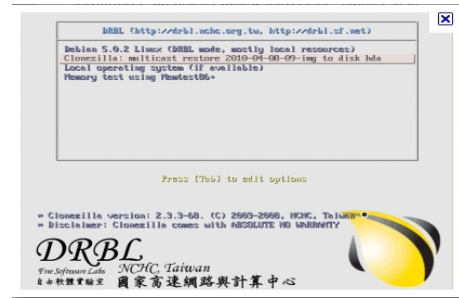 DRBL (http://drbl.nchc.org.tw, http://drbl.sf.net)
Debian 5.0.2 Linux (DRBL mode, mostly local resources)
Clonezilla: multicast restore 2010-04-08-09-img to disk hda
Local operating system (if available)
Memory test using Memtest86+
Press [Tab] to edit options
* Clonezilla version: 2.3.3-68. (C) 2003-2008, NCHC, Taiwan
* Disclaimer: Clonezilla comes with ABSOLUTE NO WARRANTY
DRBL
Free Software Labs NCHC, Taiwan
自由軟體實驗室 國家高速網路與計算中心